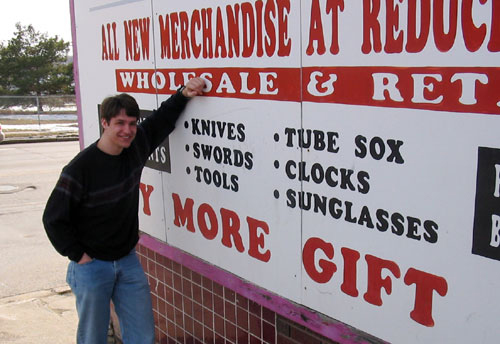 ALL NEW MERCHANDISE AT REDUC
WHOLESALE & RET
• KNIVES
• SWORDS
• TOOLS
• TUBE SOX
• CLOCKS
• SUNGLASSES
Y MORE GIFT